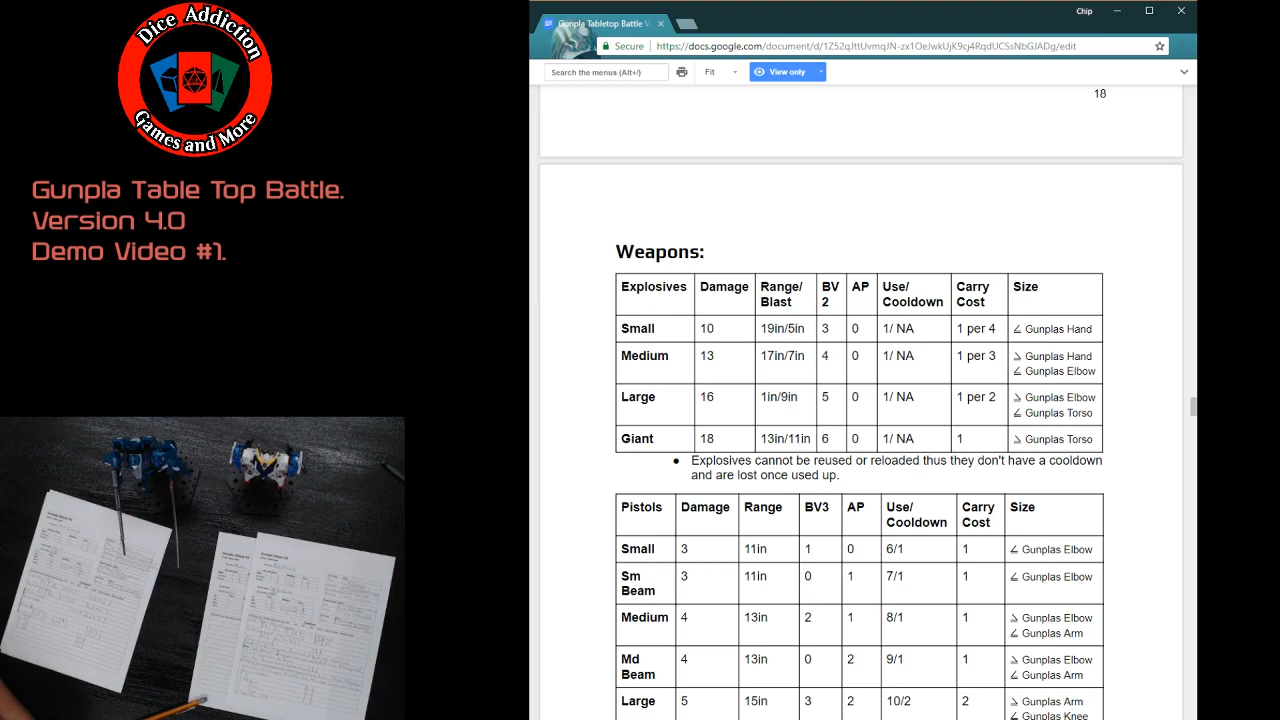 Dice Addiction
Games and More
Gunpla Table Top Battle.
Version 4.0
Demo Video #1.
Chip
Gunpla Tabletop Battle V
Secure
https://docs.google.com/document/d/1Z52qJttUvmqJN-zx1OeJwkUjK9cj4RqdUCSsNbGJADg/edit
Search the menus (Alt+/)
Fit
View only
18
Weapons:
Explosives Damage Range/ Blast BV 2 AP Use/ Cooldown Carry Cost Size
Small 10 19in/5in 3 0 1/ NA 1 per 4 ∠ Gunplas Hand
Medium 13 17in/7in 4 0 1/ NA 1 per 3 ⦣ Gunplas Hand
∠ Gunplas Elbow
Large 16 1in/9in 5 0 1/ NA 1 per 2 ⦣ Gunplas Elbow
∠ Gunplas Torso
Giant 18 13in/11in 6 0 1/ NA 1 ⦣ Gunplas Torso
● Explosives cannot be reused or reloaded thus they don't have a cooldown
and are lost once used up.
Pistols Damage Range BV3 AP Use/ Cooldown Carry Cost Size
Small 3 11in 1 0 6/1 1 ∠ Gunplas Elbow
Sm Beam 3 11in 0 1 7/1 1 ∠ Gunplas Elbow
Medium 4 13in 2 1 8/1 1 ⦣ Gunplas Elbow
∠ Gunplas Arm
Md Beam 4 13in 0 2 9/1 1 ⦣ Gunplas Elbow
∠ Gunplas Arm
Large 5 15in 3 2 10/2 2 ⦣ Gunplas Arm
∠ Gunplas Knee